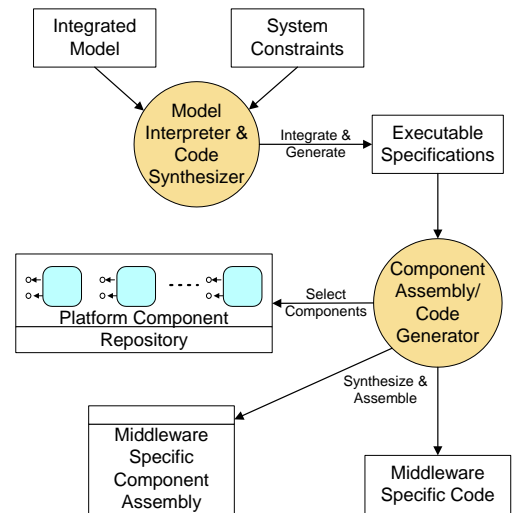 Integrated
Model
System
Constraints
Model
Interpreter &
Code
Synthesizer
Integrate &
Generate
Executable
Specifications
Component
Assembly/
Code
Generator
Select
Components
Platform Component
Repository
Synthesize &
Assemble
Middleware
Specific
Component
Assembly
Middleware
Specific Code